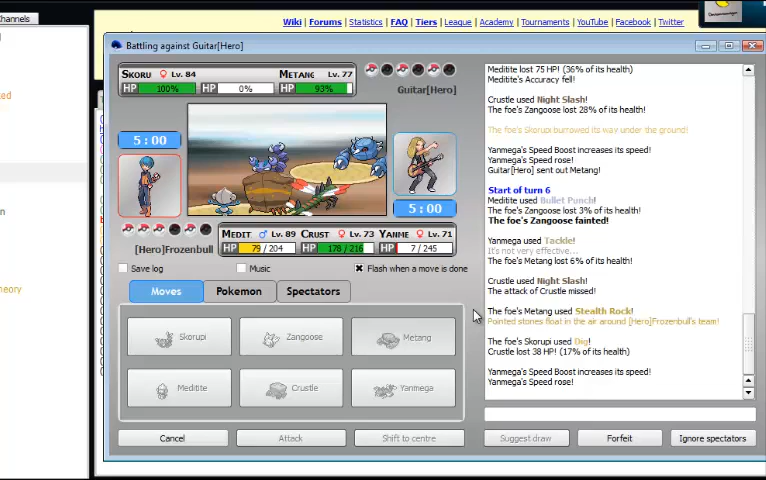 Channels
Wiki | Forums | Statistics | FAQ | Tiers | League | Academy | Tournaments | YouTube | Facebook | Twitter
Battling against Guitar[Hero]
SKORU ♀ Lv. 84
METANG Lv. 77
HP 100% HP 0% HP 93%
Guitar[Hero]
5:00
5:00
[Hero]Frozenbull
MEDIT ♂ Lv. 89 CRUST ♀ Lv. 73 YANME ♀ Lv. 71
HP 79 / 204 HP 178 / 216 HP 7 / 245
Save log
Music
Flash when a move is done
Moves
Pokemon
Spectators
Skorupi
Zangoose
Metang
Meditite
Crustle
Yanmega
Cancel
Attack
Shift to centre
Meditite lost 75 HP! (36% of its health)
Meditite's Accuracy fell!
Crustle used Night Slash!
The foe's Zangoose lost 28% of its health!
The foe's Skorupi burrowed its way under the ground!
Yanmega's Speed Boost increases its speed!
Yanmega's Speed rose!
Guitar[Hero] sent out Metang!
Start of turn 6
Meditite used Bullet Punch!
The foe's Zangoose lost 3% of its health!
The foe's Zangoose fainted!
Yanmega used Tackle!
It's not very effective...
The foe's Metang lost 6% of its health!
Crustle used Night Slash!
The attack of Crustle missed!
The foe's Metang used Stealth Rock!
Pointed stones float in the air around [Hero]Frozenbull's team!
The foe's Skorupi used Dig!
Crustle lost 38 HP! (17% of its health)
Yanmega's Speed Boost increases its speed!
Yanmega's Speed rose!
Suggest draw
Forfeit
Ignore spectators